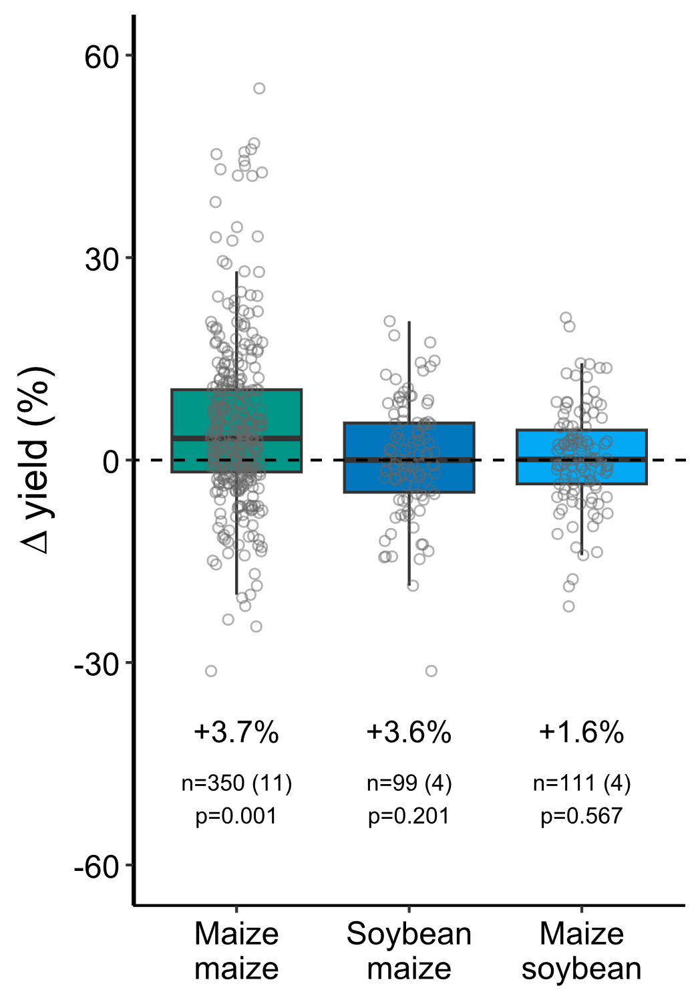 Δ yield (%)
60
30
0
-30
-60
+3.7% +3.6% +1.6%
n=350 (11) n=99 (4) n=111 (4)
p=0.001 p=0.201 p=0.567
Maize Soybean Maize
maize maize soybean